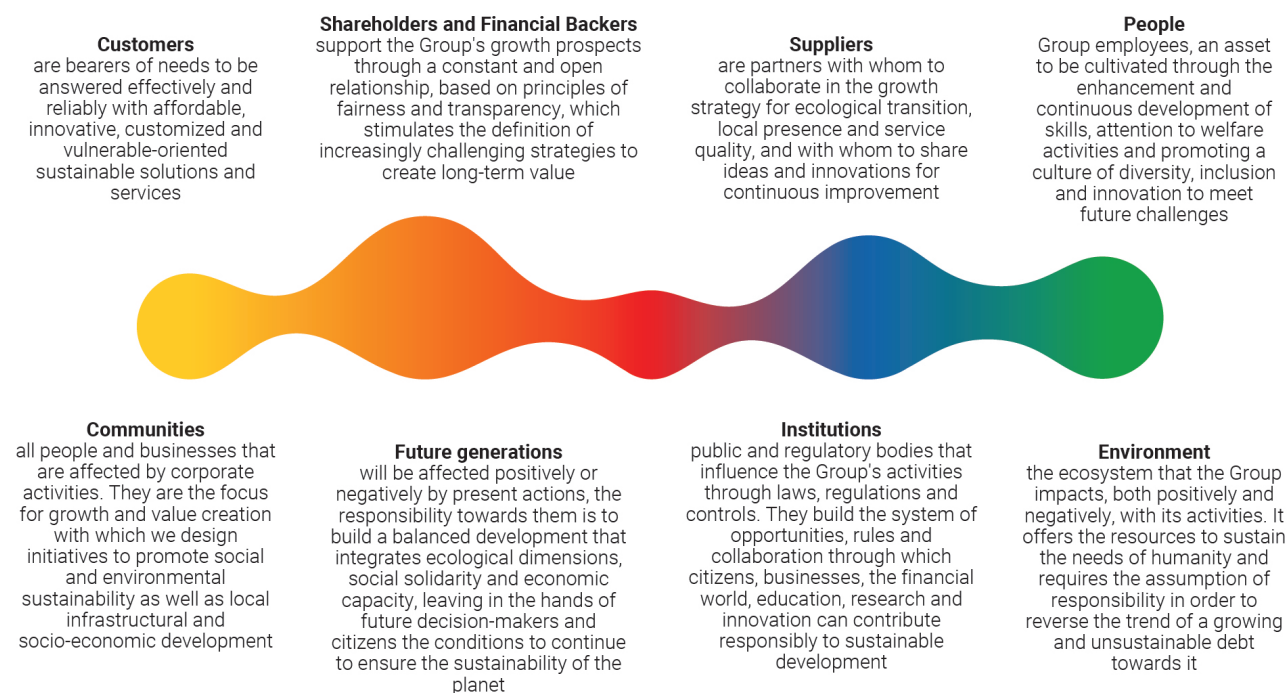 Customers
are bearers of needs to be
answered effectively and
reliably with affordable,
innovative, customized and
vulnerable-oriented
sustainable solutions and
services
Shareholders and Financial Backers
support the Group's growth prospects
through a constant and open
relationship, based on principles of
fairness and transparency, which
stimulates the definition of
increasingly challenging strategies to
create long-term value
Suppliers
are partners with whom to
collaborate in the growth
strategy for ecological transition,
local presence and service
quality, and with whom to share
ideas and innovations for
continuous improvement
People
Group employees, an asset
to be cultivated through the
enhancement and
continuous development of
skills, attention to welfare
activities and promoting a
culture of diversity, inclusion
and innovation to meet
future challenges
Communities
all people and businesses that
are affected by corporate
activities. They are the focus
for growth and value creation
with which we design
initiatives to promote social
and environmental
sustainability as well as local
infrastructural and
socio-economic development
Future generations
will be affected positively or
negatively by present actions, the
responsibility towards them is to
build a balanced development that
integrates ecological dimensions,
social solidarity and economic
capacity, leaving in the hands of
future decision-makers and
citizens the conditions to continue
to ensure the sustainability of the
planet
Institutions
public and regulatory bodies that
influence the Group's activities
through laws, regulations and
controls. They build the system of
opportunities, rules and
collaboration through which
citizens, businesses, the financial
world, education, research and
innovation can contribute
responsibly to sustainable
development
Environment
the ecosystem that the Group
impacts, both positively and
negatively, with its activities. It
offers the resources to sustain
the needs of humanity and
requires the assumption of
responsibility in order to
reverse the trend of a growing
and unsustainable debt
towards it